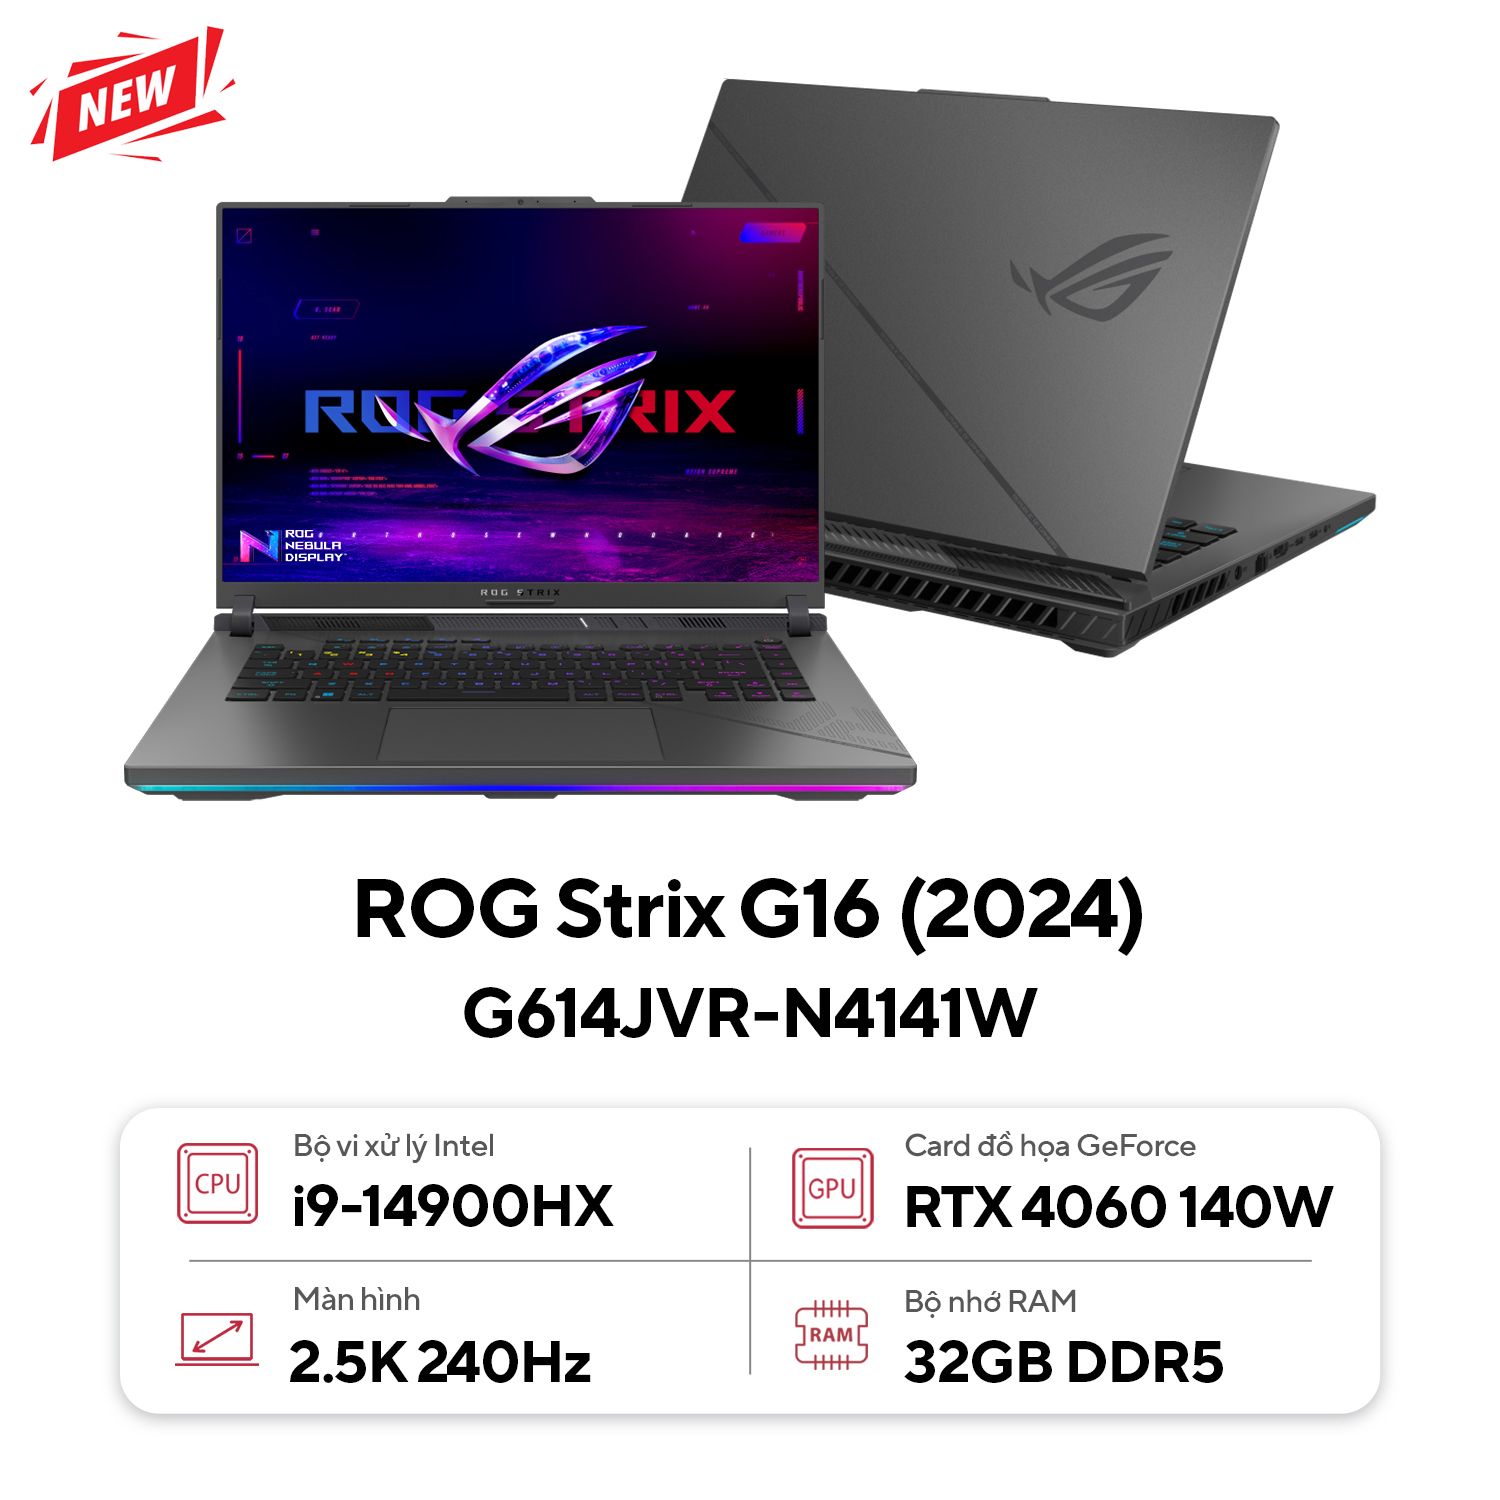 NEW
ROG STRIX
ROG
NEBULA
DISPLAY
ROG STRIX
ROG Strix G16 (2024)
G614JVR-N4141W
CPU
Bộ vi xử lý Intel
i9-14900HX
GPU
Card đồ họa GeForce
RTX 4060 140W
Màn hình
2.5K 240Hz
RAM
Bộ nhớ RAM
32GB DDR5